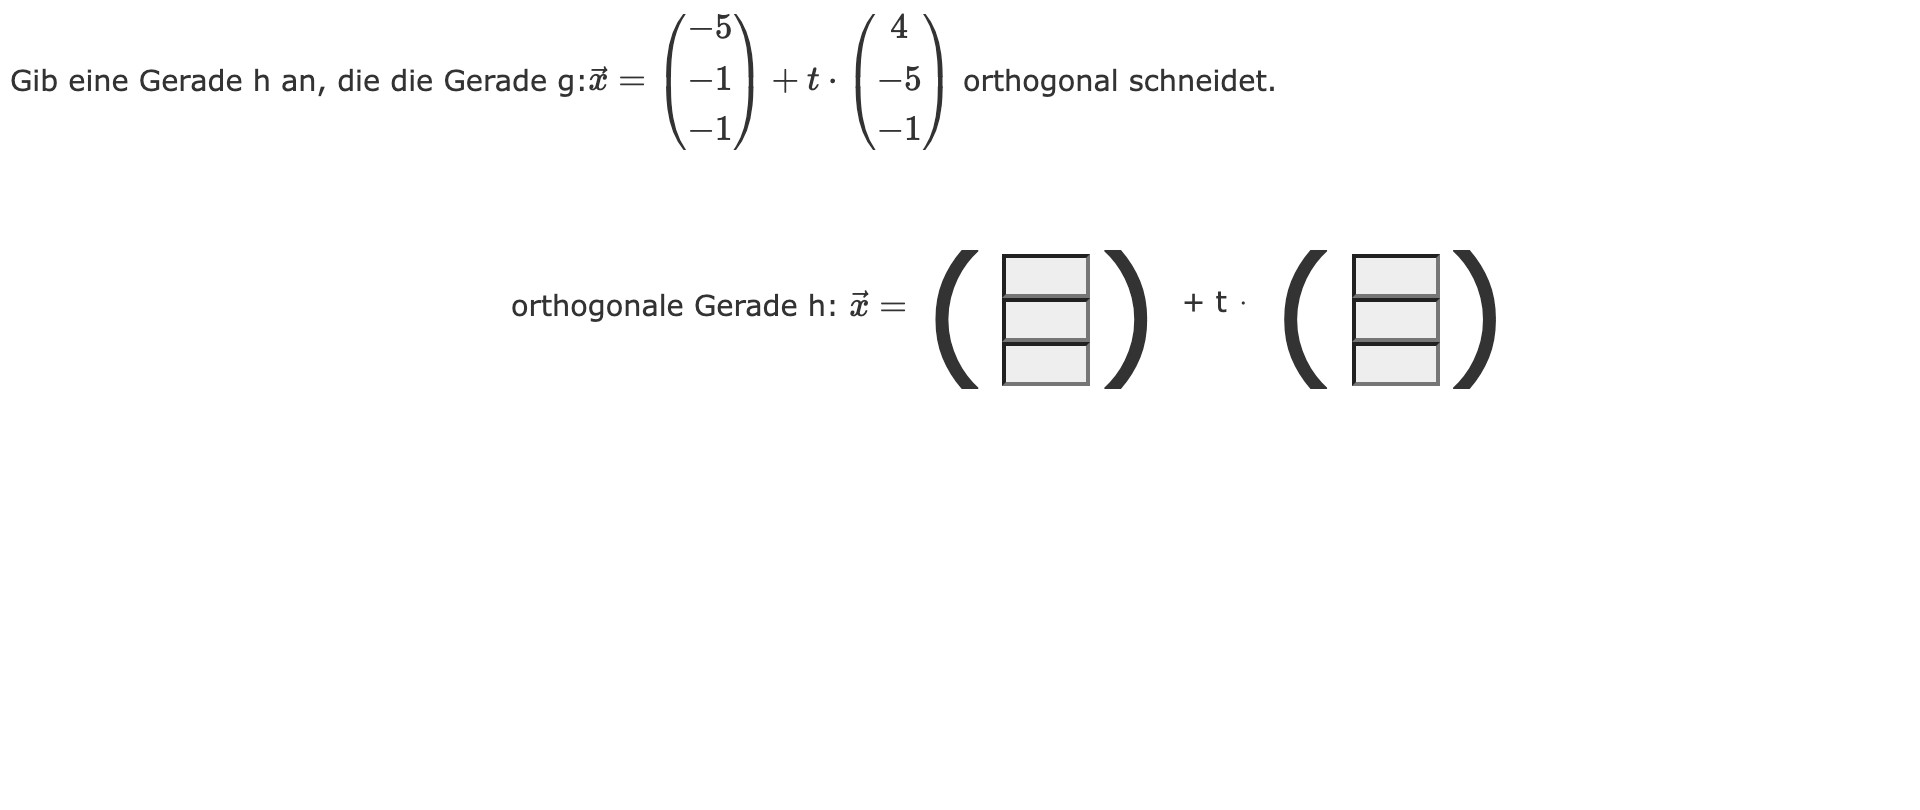 Gib eine Gerade h an, die die Gerade g: $\vec{x} = \begin{pmatrix} -5 \\ -1 \\ -1 \end{pmatrix} + t \cdot \begin{pmatrix} 4 \\ -5 \\ -1 \end{pmatrix}$ orthogonal schneidet.
orthogonale Gerade h: $\vec{x} =$ ( ) + t · ( )